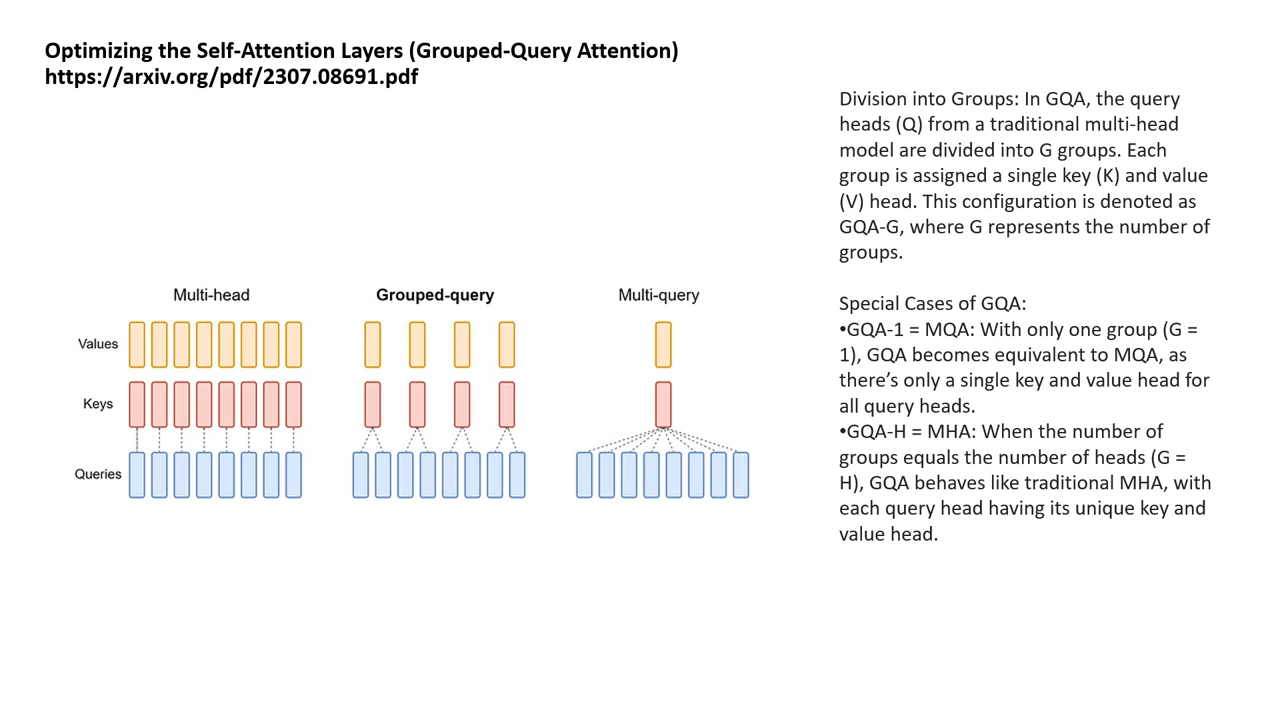 Optimizing the Self-Attention Layers (Grouped-Query Attention)
https://arxiv.org/pdf/2307.08691.pdf
Multi-head
Grouped-query
Multi-query
Values
Keys
Queries
Division into Groups: In GQA, the query
heads (Q) from a traditional multi-head
model are divided into G groups. Each
group is assigned a single key (K) and value
(V) head. This configuration is denoted as
GQA-G, where G represents the number of
groups.
Special Cases of GQA:
•GQA-1 = MQA: With only one group (G =
1), GQA becomes equivalent to MQA, as
there’s only a single key and value head for
all query heads.
•GQA-H = MHA: When the number of
groups equals the number of heads (G =
H), GQA behaves like traditional MHA, with
each query head having its unique key and
value head.